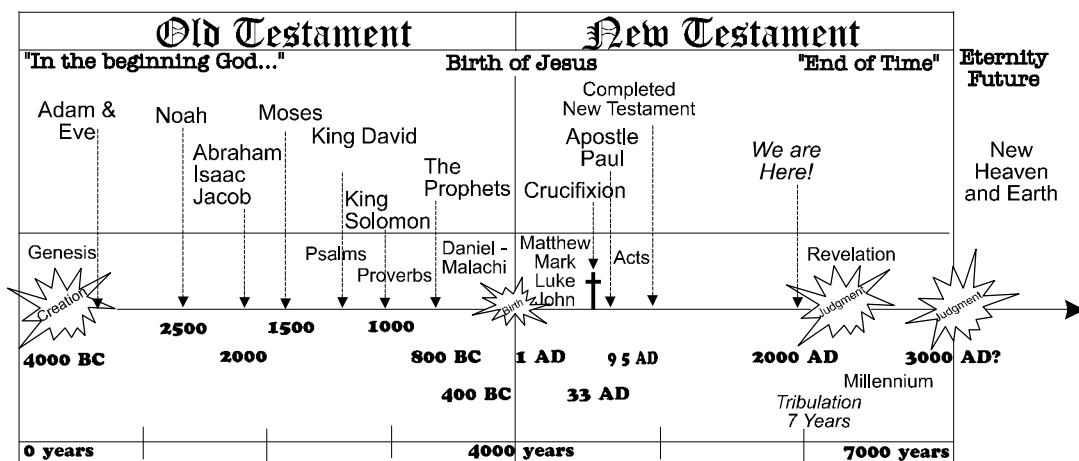 Old Testament
New Testament
"In the beginning God..."
Birth of Jesus
"End of Time"
Eternity
Future
Adam &
Eve
Noah
Abraham
Isaac
Jacob
Moses
King David
King
Solomon
The
Prophets
Completed
New Testament
Apostle
Paul
Crucifixion
We are
Here!
New
Heaven
and Earth
Genesis
Psalms
Proverbs
Daniel -
Malachi
Matthew
Mark
Luke
John
Acts
Revelation
Creation
Birth
Judgment
Judgment
4000 BC
2500
2000
1500
1000
800 BC
400 BC
1 AD
33 AD
95 AD
2000 AD
3000 AD?
Millennium
Tribulation
7 Years
0 years
4000 years
7000 years